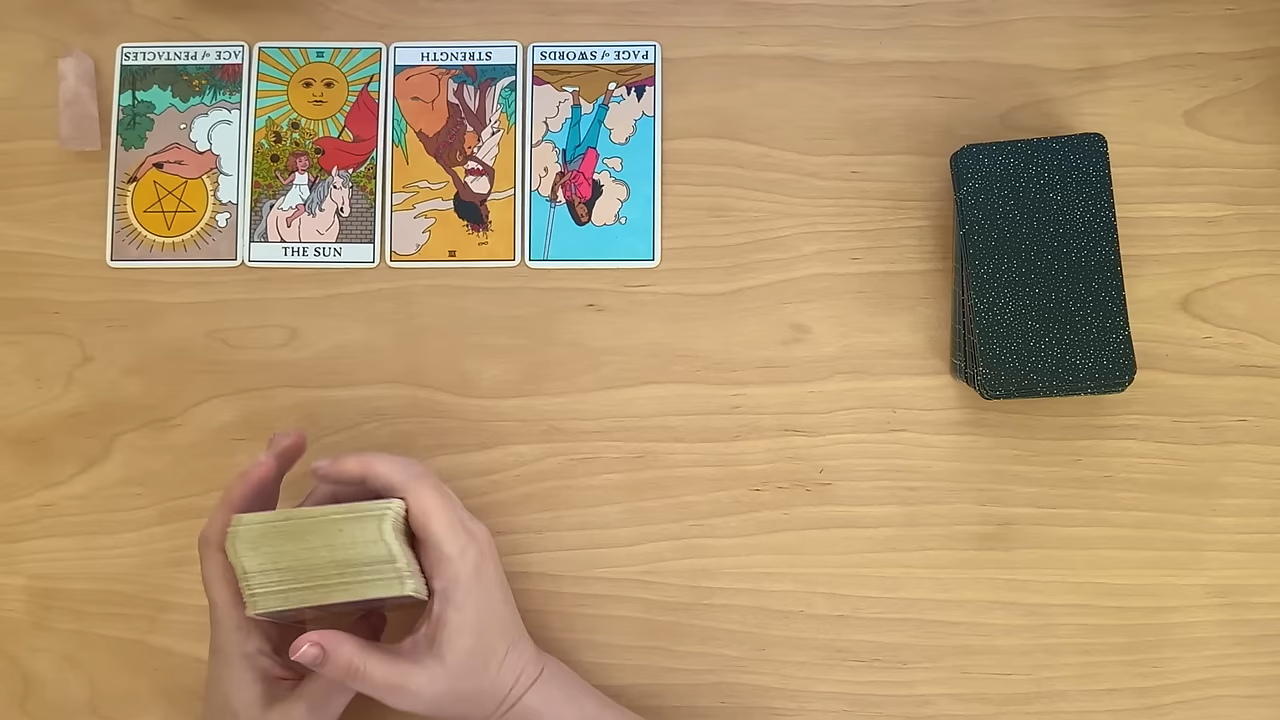 ACE of PENTACLES
THE SUN
STRENGTH
PAGE of SWORDS